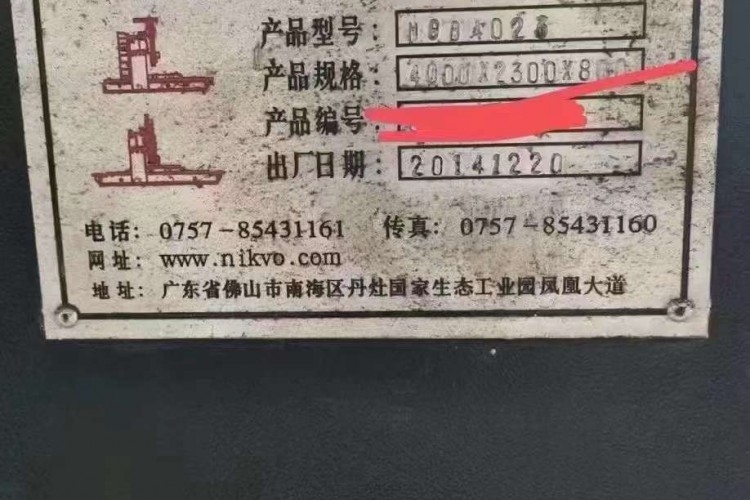 产品型号：
产品规格：4000X2300X800
产品编号
出厂日期：20141220
电话：0757-85431161 传真：0757-85431160
网址：www.nikvo.com
地址：广东省佛山市南海区丹灶国家生态工业园凤凰大道